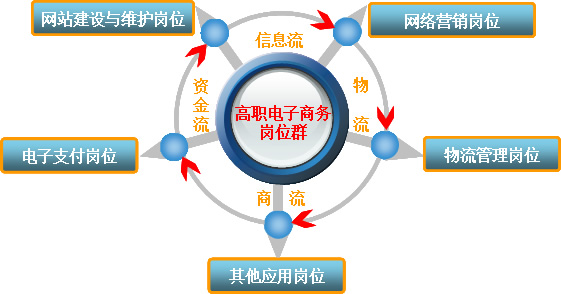 网站建设与维护岗位
网络营销岗位
信息流
资金流
物流
高职电子商务
岗位群
电子支付岗位
物流管理岗位
商流
其他应用岗位